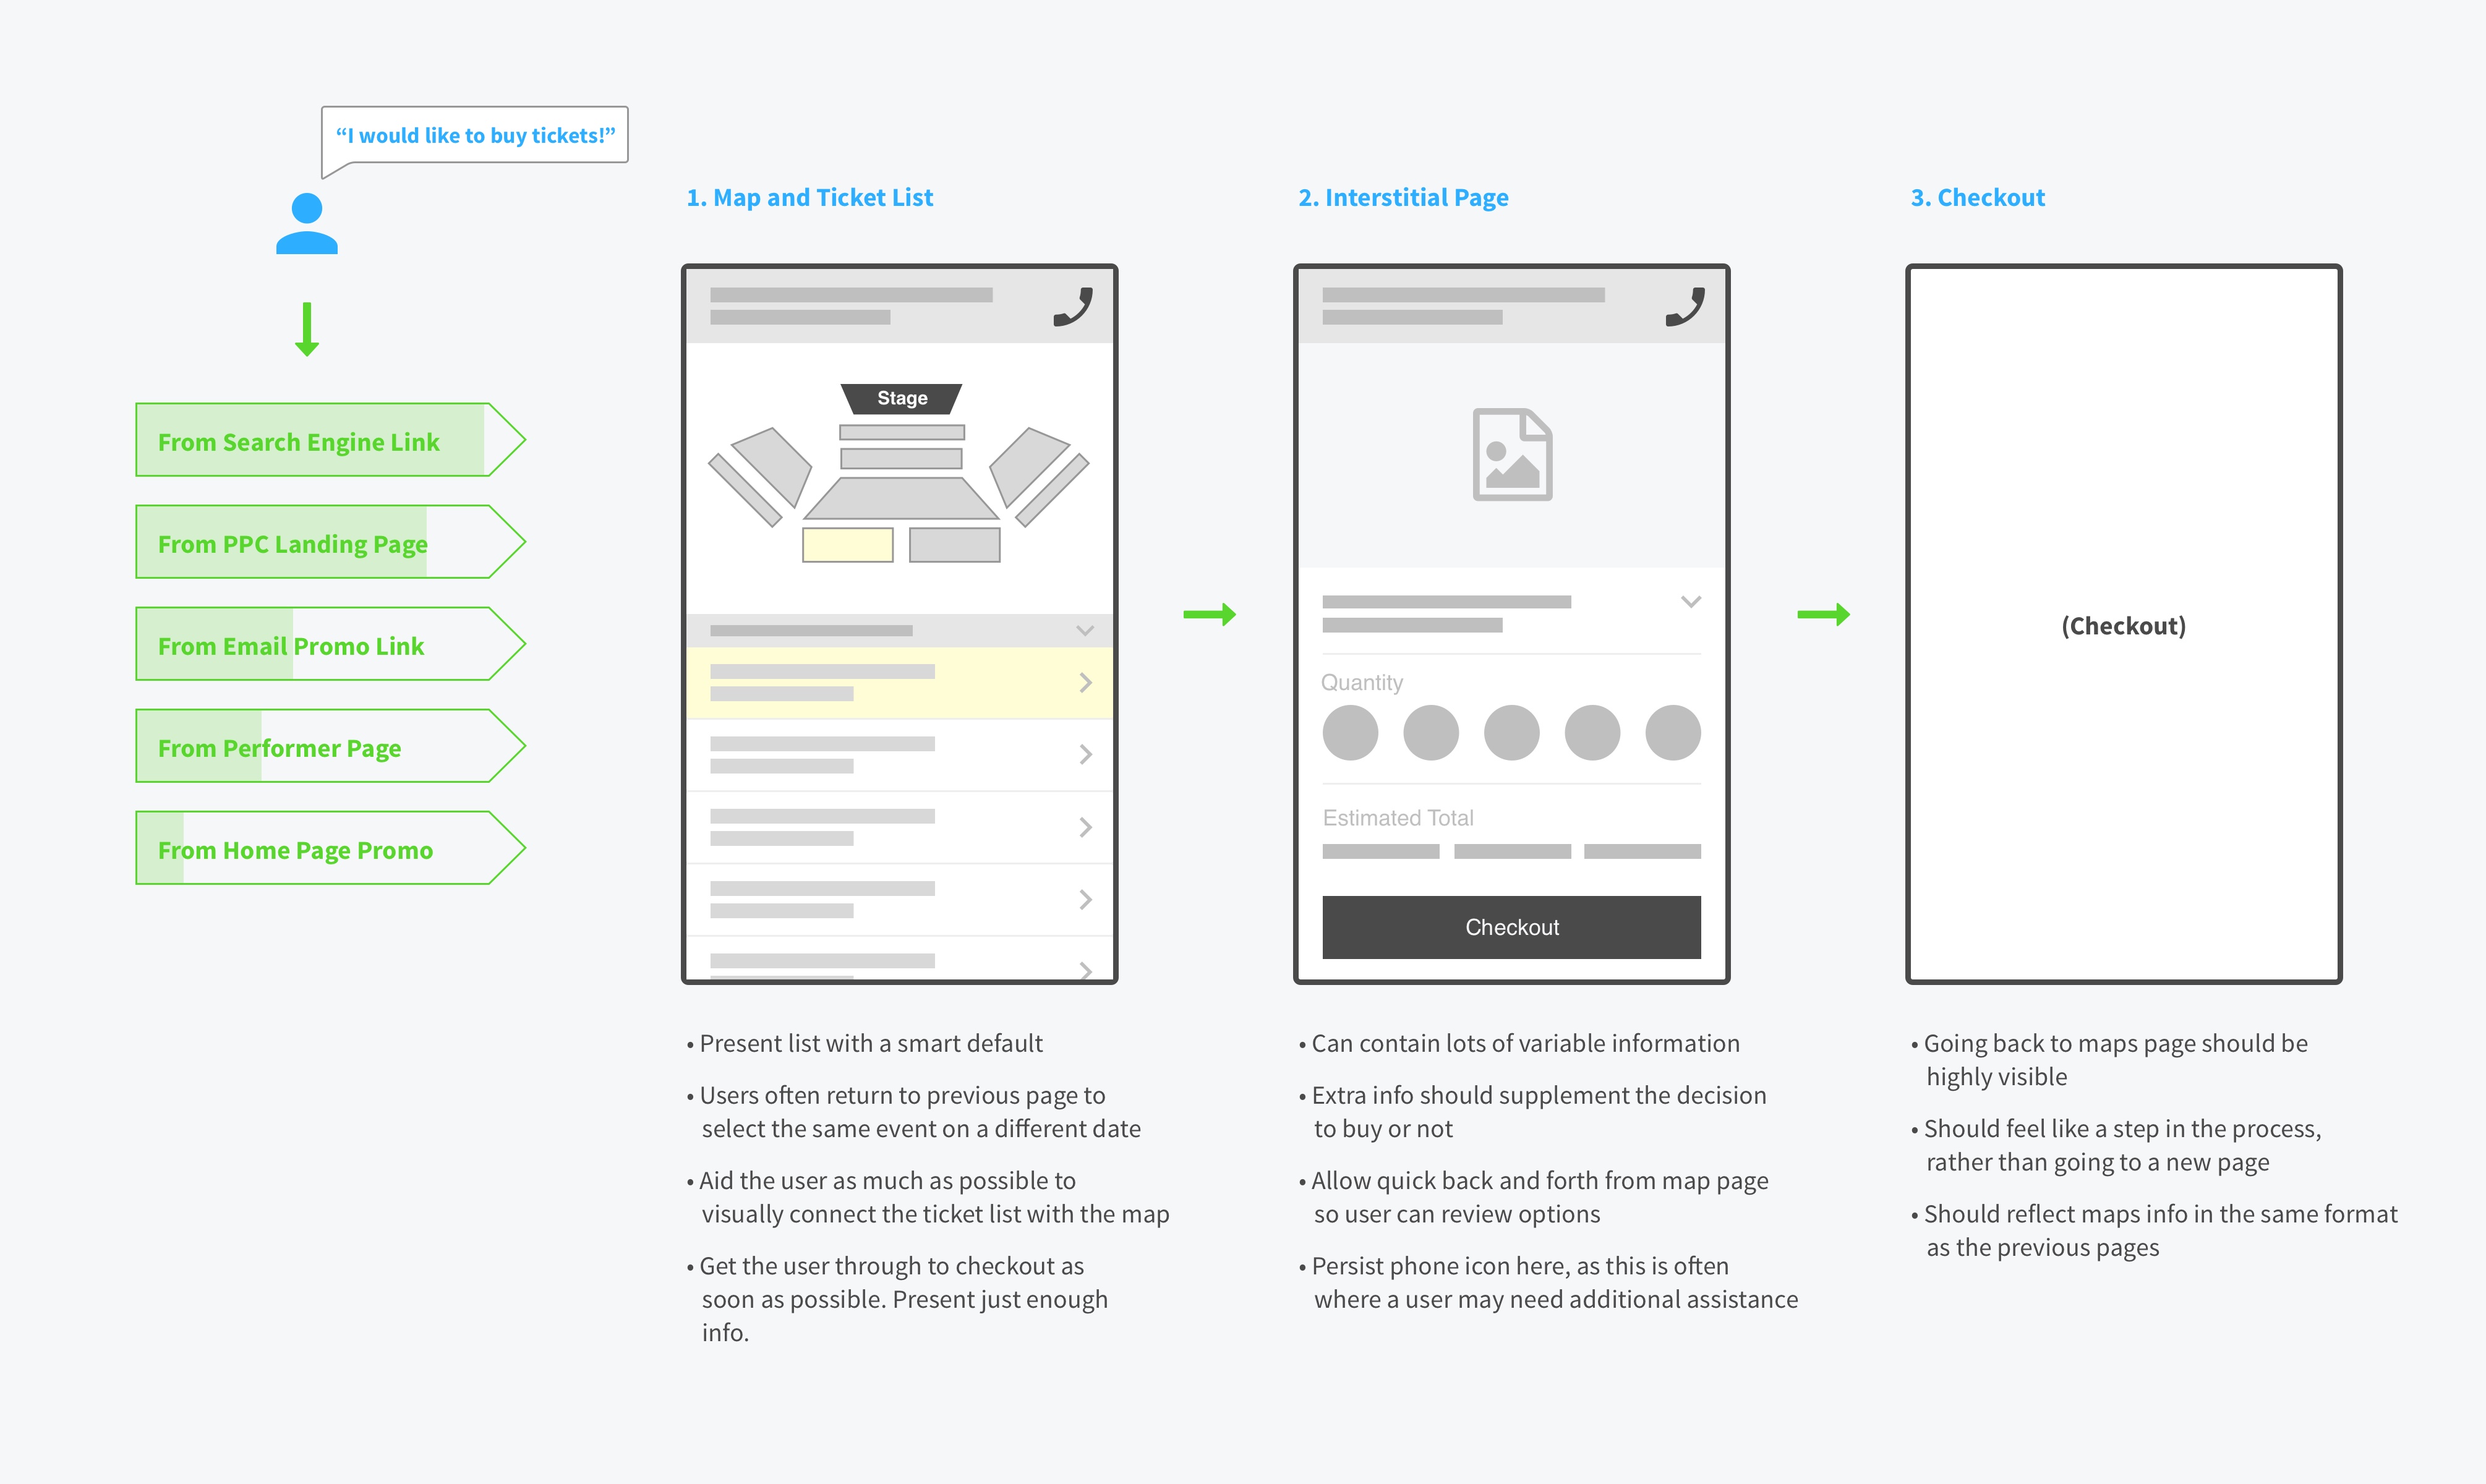 “I would like to buy tickets!”
From Search Engine Link
From PPC Landing Page
From Email Promo Link
From Performer Page
From Home Page Promo
1. Map and Ticket List
Stage
• Present list with a smart default
• Users often return to previous page to
select the same event on a different date
• Aid the user as much as possible to
visually connect the ticket list with the map
• Get the user through to checkout as
soon as possible. Present just enough
info.
2. Interstitial Page
Quantity
Estimated Total
Checkout
• Can contain lots of variable information
• Extra info should supplement the decision
to buy or not
• Allow quick back and forth from map page
so user can review options
• Persist phone icon here, as this is often
where a user may need additional assistance
3. Checkout
(Checkout)
• Going back to maps page should be
highly visible
• Should feel like a step in the process,
rather than going to a new page
• Should reflect maps info in the same format
as the previous pages